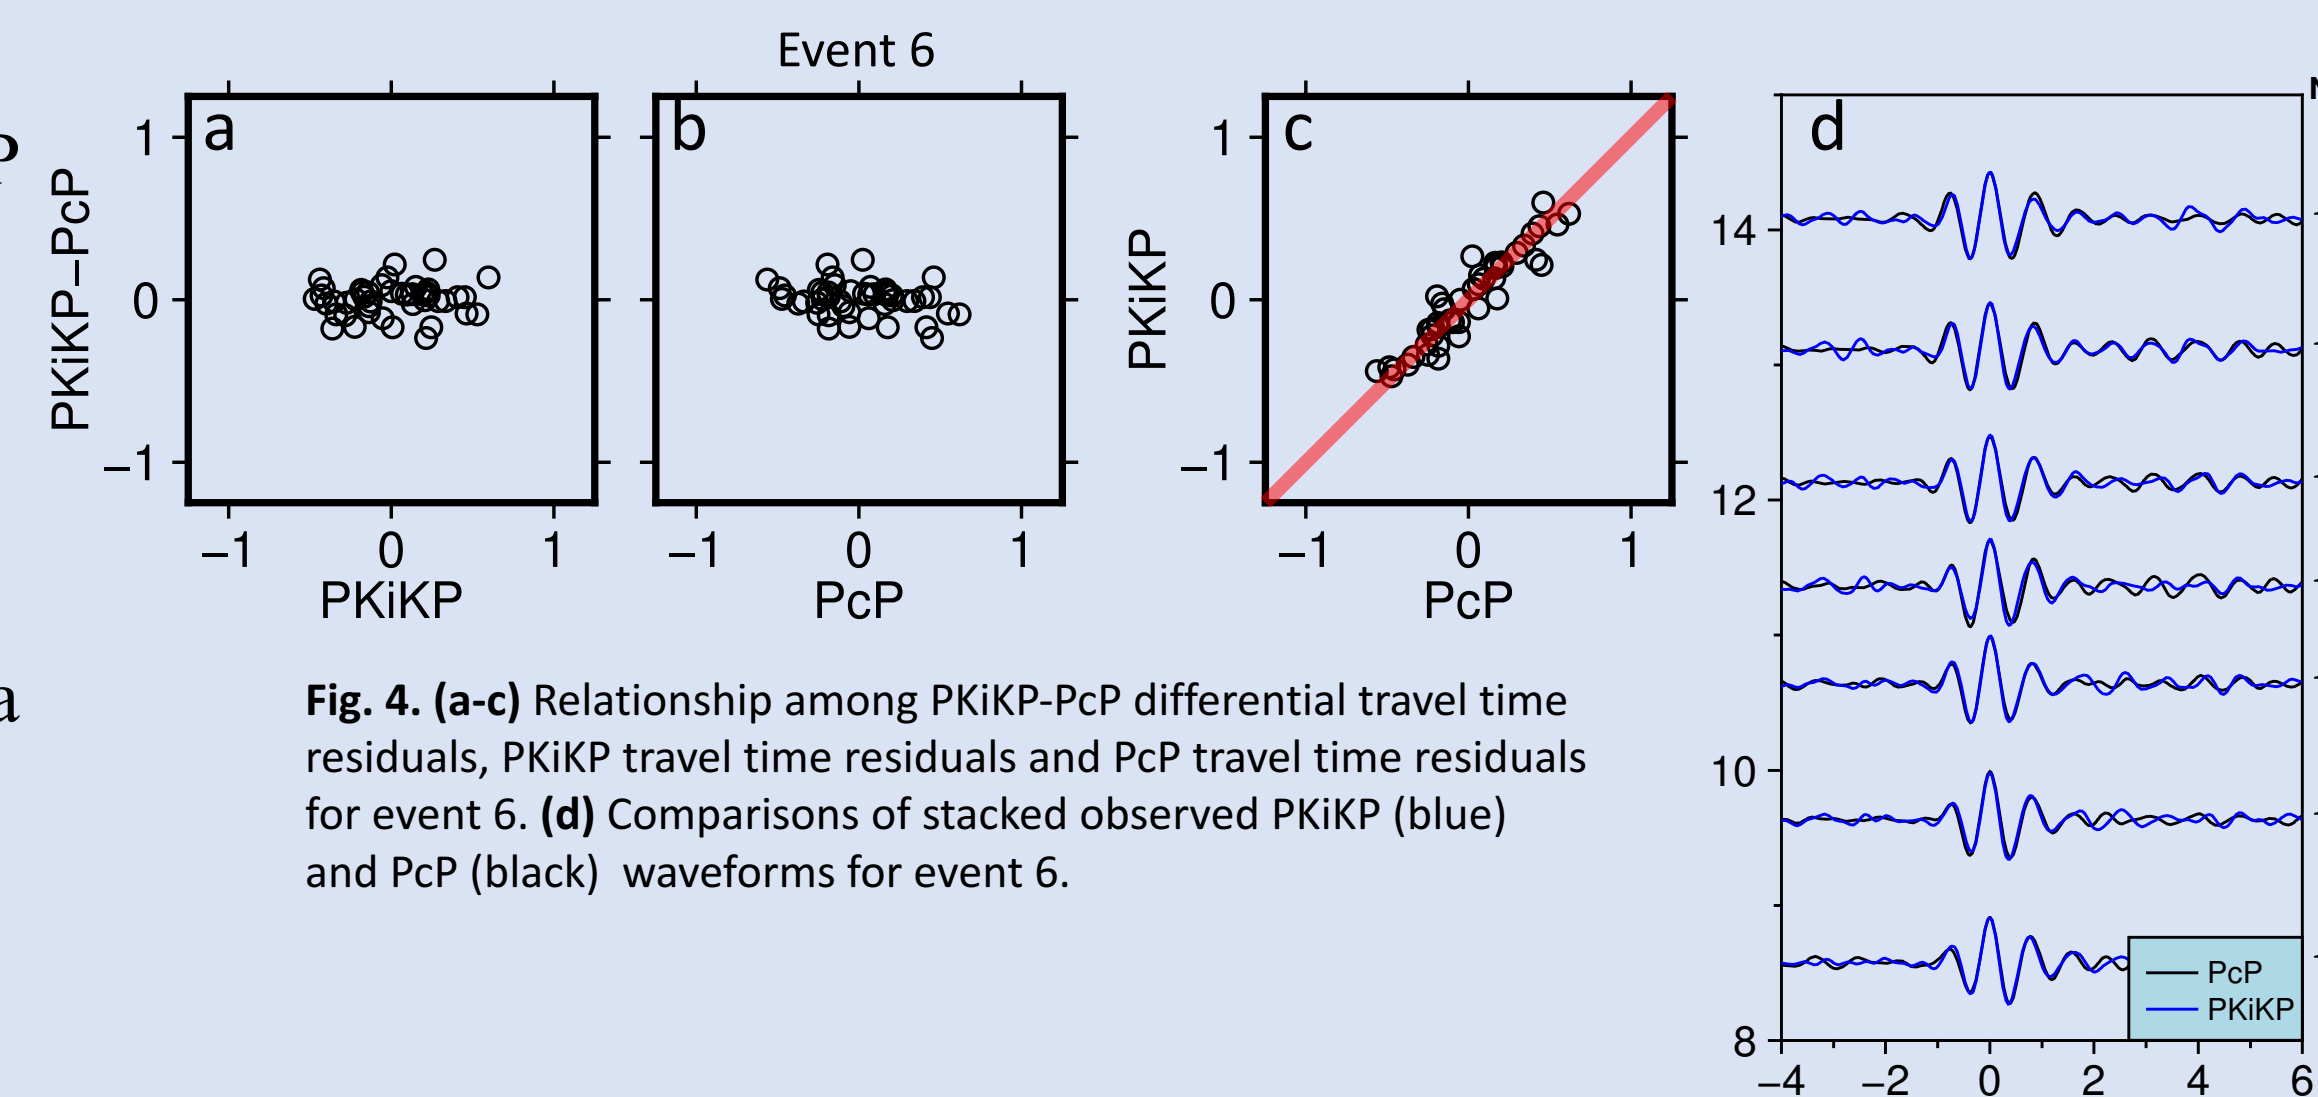 Event 6
a
b
c
d
1
0
−1
PKiKP−PcP
−1 0 1
PKiKP
−1 0 1
PcP
1
0
−1
PKiKP
−1 0 1
PcP
14
12
10
8
−4 −2 0 2 4 6
PcP
PKiKP
Fig. 4. (a-c) Relationship among PKiKP-PcP differential travel time
residuals, PKiKP travel time residuals and PcP travel time residuals
for event 6. (d) Comparisons of stacked observed PKiKP (blue)
and PcP (black)  waveforms for event 6.
a